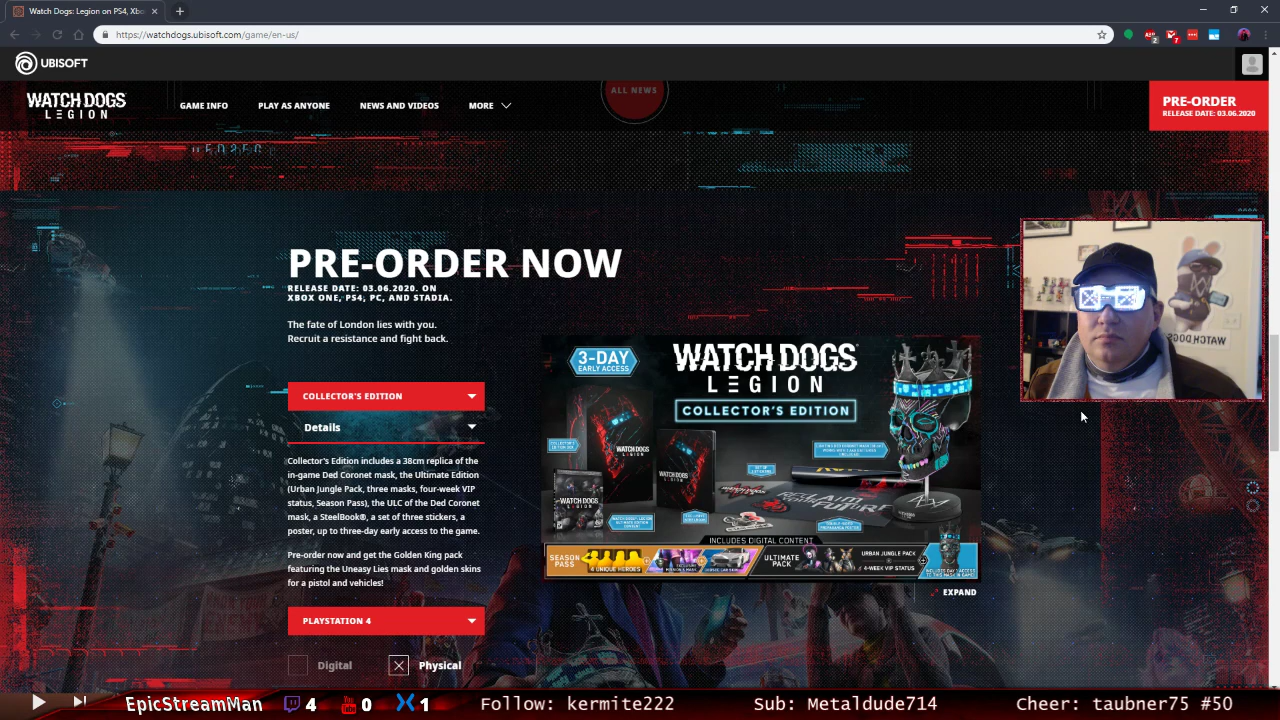 Watch Dogs: Legion on PS4, Xbo
https://watchdogs.ubisoft.com/game/en-us/
UBISOFT
WATCH DOGS
LEGION
GAME INFO
PLAY AS ANYONE
NEWS AND VIDEOS
MORE
ALL NEWS
PRE-ORDER
RELEASE DATE: 03.06.2020
PRE-ORDER NOW
RELEASE DATE: 03.06.2020. ON
XBOX ONE, PS4, PC, AND STADIA.
The fate of London lies with you.
Recruit a resistance and fight back.
COLLECTOR'S EDITION
Details
Collector's Edition includes a 38cm replica of the
in-game Ded Coronet mask, the Ultimate Edition
(Urban Jungle Pack, three masks, four-week VIP
status, Season Pass), the ULC of the Ded Coronet
mask, a SteelBook®, a set of three stickers, a
poster, up to three-day early access to the game.
Pre-order now and get the Golden King pack
featuring the Uneasy Lies mask and golden skins
for a pistol and vehicles!
PLAYSTATION 4
Digital
Physical
3-DAY
EARLY ACCESS
WATCH DOGS
LEGION
COLLECTOR'S EDITION
WATCH DOGS
WATCH DOGS
WATCH DOGS
INCLUDES DIGITAL CONTENT
SEASON
PASS
4 UNIQUE HEROES
ULTIMATE
PACK
URBAN JUNGLE PACK
4-WEEK VIP STATUS
EXPAND
EpicStreamMan
4
0
1
Follow: kermite222
Sub: Metaldude714
Cheer: taubner75 #50